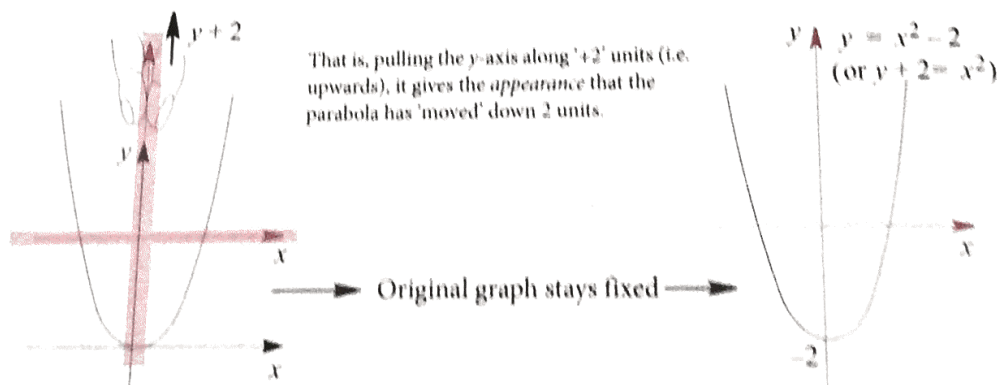 y + 2
That is, pulling the y-axis along '+2' units (i.e.
upwards), it gives the appearance that the
parabola has 'moved' down 2 units.
y
x
x
Original graph stays fixed
y
y = x² – 2
(or y + 2 = x²)
x
–2